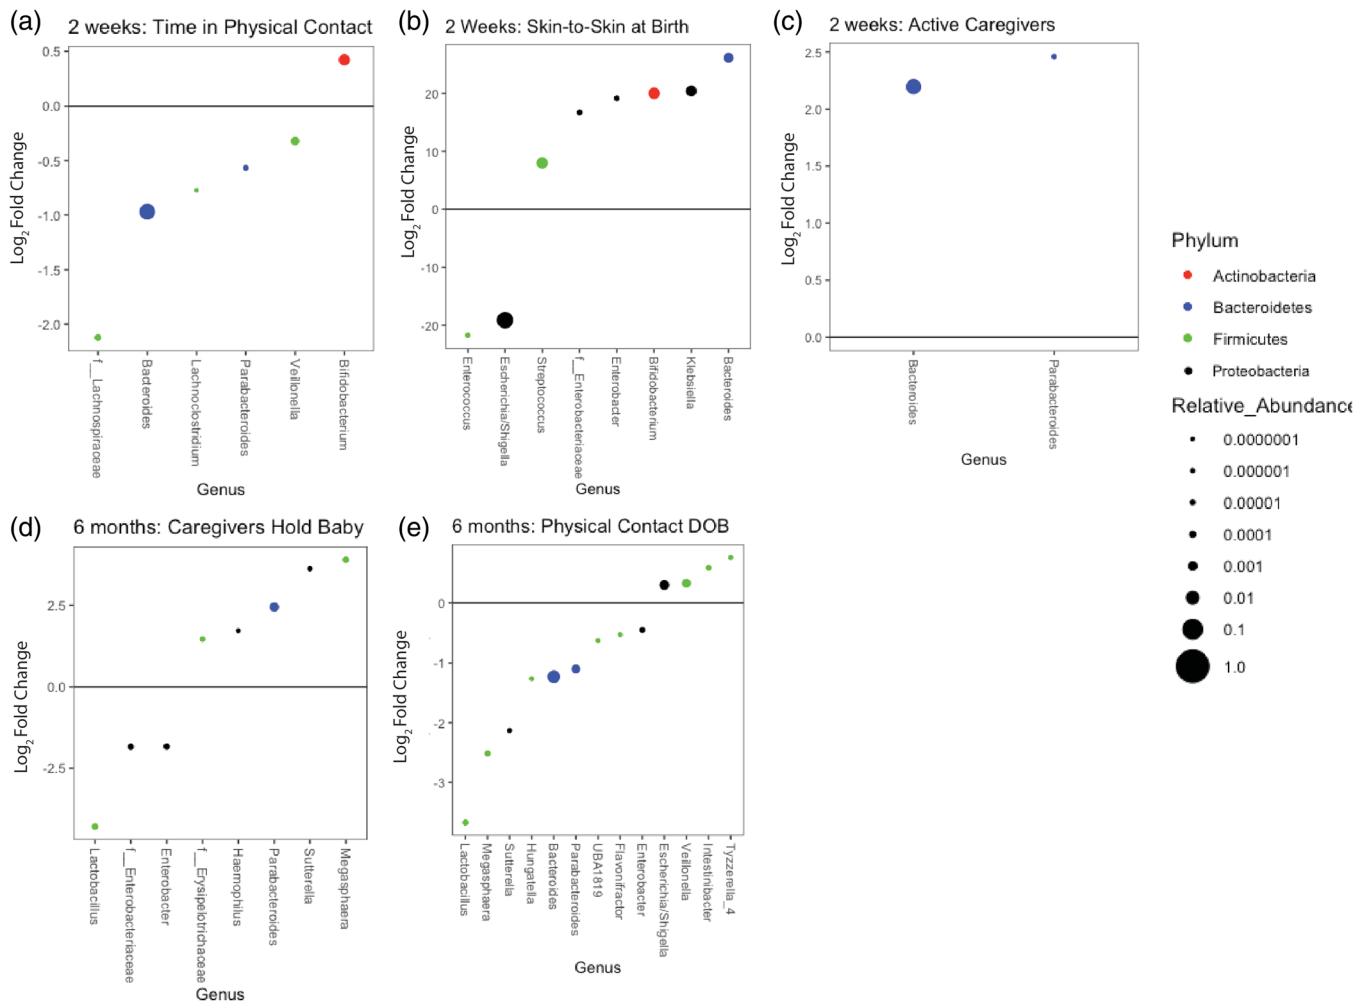 (a)
2 weeks: Time in Physical Contact
0.5
0.0
-0.5
-1.0
-1.5
-2.0
Log2 Fold Change
f__Lachnospiraceae
Bacteroides
Lachnoclostridium
Parabacteroides
Veillonella
Bifidobacterium
Genus
(b)
2 Weeks: Skin-to-Skin at Birth
20
10
0
-10
-20
Log2 Fold Change
Enterococcus
Escherichia/Shigella
Streptococcus
f__Enterobacteriaceae
Enterobacter
Bifidobacterium
Klebsiella
Bacteroides
Genus
(c)
2 weeks: Active Caregivers
2.5
2.0
1.5
1.0
0.5
0.0
Log2 Fold Change
Bacteroides
Parabacteroides
Genus
Phylum
Actinobacteria
Bacteroidetes
Firmicutes
Proteobacteria
Relative_Abundance
0.0000001
0.000001
0.00001
0.0001
0.001
0.01
0.1
1.0
(d)
6 months: Caregivers Hold Baby
2.5
0.0
-2.5
Log2 Fold Change
Lactobacillus
f__Enterobacteriaceae
Enterobacter
f__Erysipelotrichaceae
Haemophilus
Parabacteroides
Sutterella
Megasphaera
Genus
(e)
6 months: Physical Contact DOB
0
-1
-2
-3
Log2 Fold Change
Lactobacillus
Megasphaera
Sutterella
Hungatella
Bacteroides
Parabacteroides
UBA1819
Flavonifractor
Enterobacter
Escherichia/Shigella
Veillonella
Intestinibacter
Tyzzerella_4
Genus